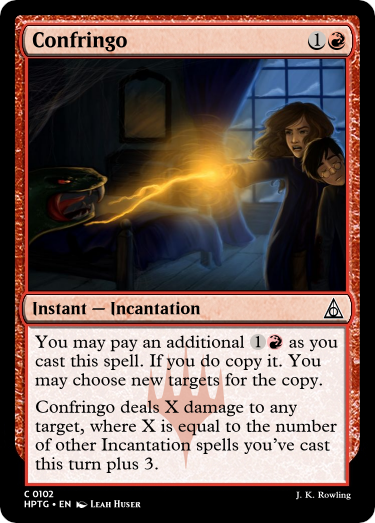 Confringo 1
Instant — Incantation
You may pay an additional 1 as you
cast this spell. If you do copy it. You
may choose new targets for the copy.
Confringo deals X damage to any
target, where X is equal to the number
of other Incantation spells you've cast
this turn plus 3.
C 0102
HPTG • EN Leah Huser
J. K. Rowling